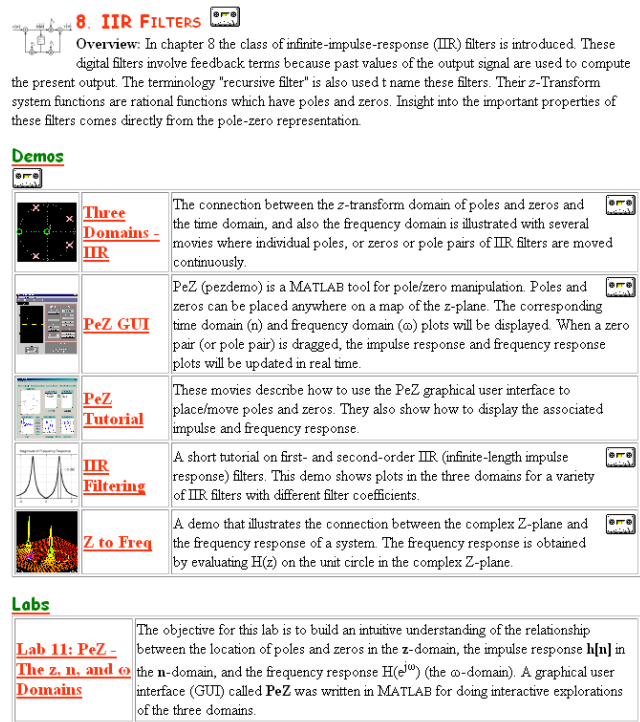 8. IIR Filters
Overview: In chapter 8 the class of infinite-impulse-response (IIR) filters is introduced. These
digital filters involve feedback terms because past values of the output signal are used to compute
the present output. The terminology "recursive filter" is also used t name these filters. Their z-Transform
system functions are rational functions which have poles and zeros. Insight into the important properties of
these filters comes directly from the pole-zero representation.
Demos
Three
Domains -
IIR
The connection between the z-transform domain of poles and zeros and
the time domain, and also the frequency domain is illustrated with several
movies where individual poles, or zeros or pole pairs of IIR filters are moved
continuously.
PeZ GUI
PeZ (pezdemo) is a MATLAB tool for pole/zero manipulation. Poles and
zeros can be placed anywhere on a map of the z-plane. The corresponding
time domain (n) and frequency domain (ω) plots will be displayed. When a zero
pair (or pole pair) is dragged, the impulse response and frequency response
plots will be updated in real time.
PeZ
Tutorial
These movies describe how to use the PeZ graphical user interface to
place/move poles and zeros. They also show how to display the associated
impulse and frequency response.
IIR
Filtering
A short tutorial on first- and second-order IIR (infinite-length impulse
response) filters. This demo shows plots in the three domains for a variety
of IIR filters with different filter coefficients.
Z to Freq
A demo that illustrates the connection between the complex Z-plane and
the frequency response of a system. The frequency response is obtained
by evaluating H(z) on the unit circle in the complex Z-plane.
Labs
Lab 11: PeZ -
The z, n, and ω
Domains
The objective for this lab is to build an intuitive understanding of the relationship
between the location of poles and zeros in the z-domain, the impulse response h[n] in
the n-domain, and the frequency response H(e^jω) (the ω-domain). A graphical user
interface (GUI) called PeZ was written in MATLAB for doing interactive explorations
of the three domains.